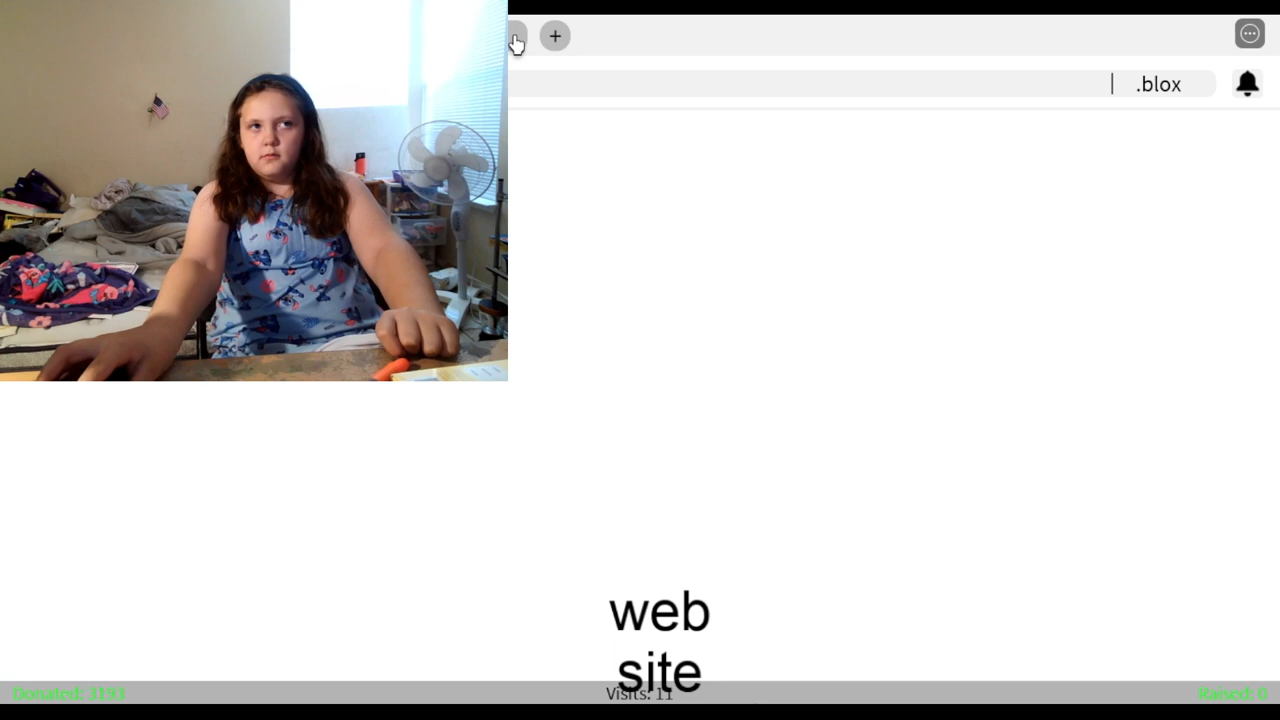 +
.blox
web
site
Donated: 3193
Visits: 11
Raised: 0